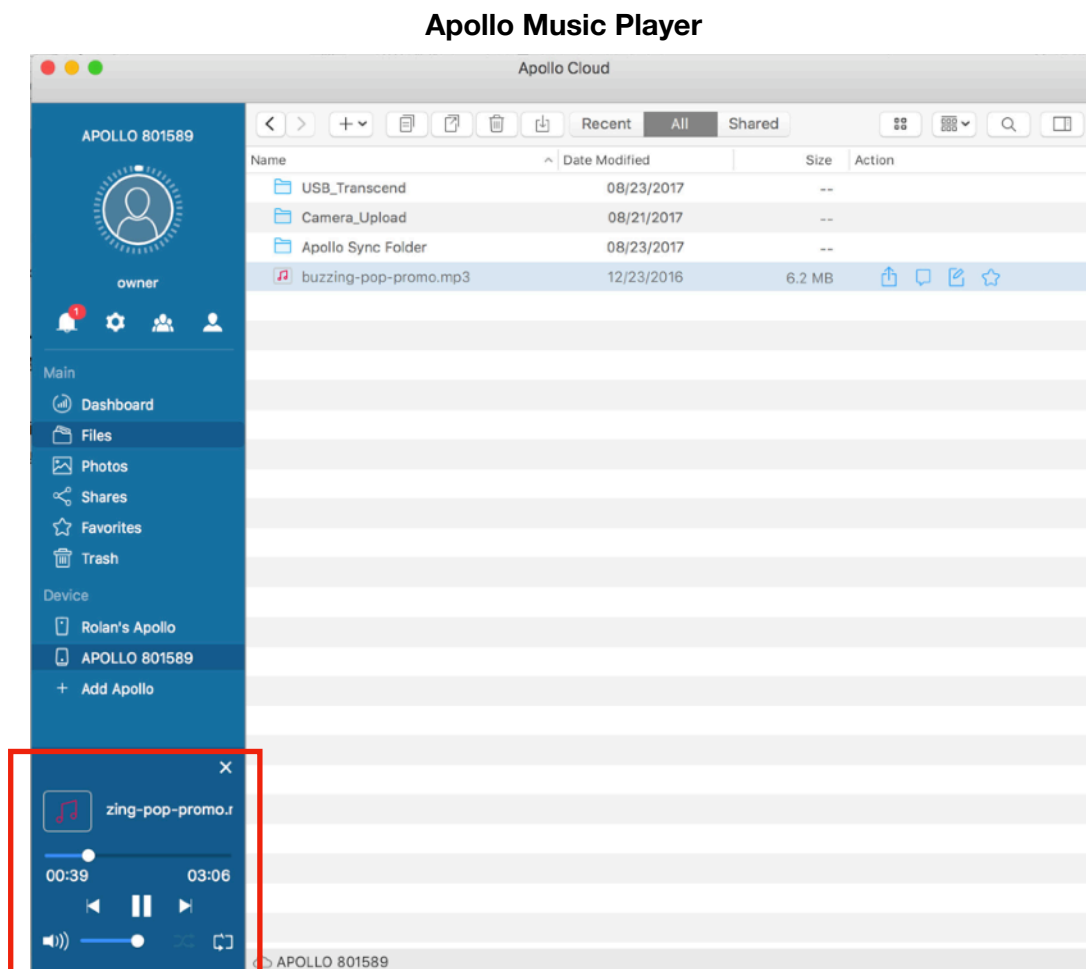 Apollo Music Player
Apollo Cloud
APOLLO 801589
owner
1
Main
Dashboard
Files
Photos
Shares
Favorites
Trash
Device
Rolan's Apollo
APOLLO 801589
+ Add Apollo
zing-pop-promo.r
00:39 03:06
Recent All Shared
Name Date Modified Size Action
USB_Transcend 08/23/2017 --
Camera_Upload 08/21/2017 --
Apollo Sync Folder 08/23/2017 --
buzzing-pop-promo.mp3 12/23/2016 6.2 MB
APOLLO 801589